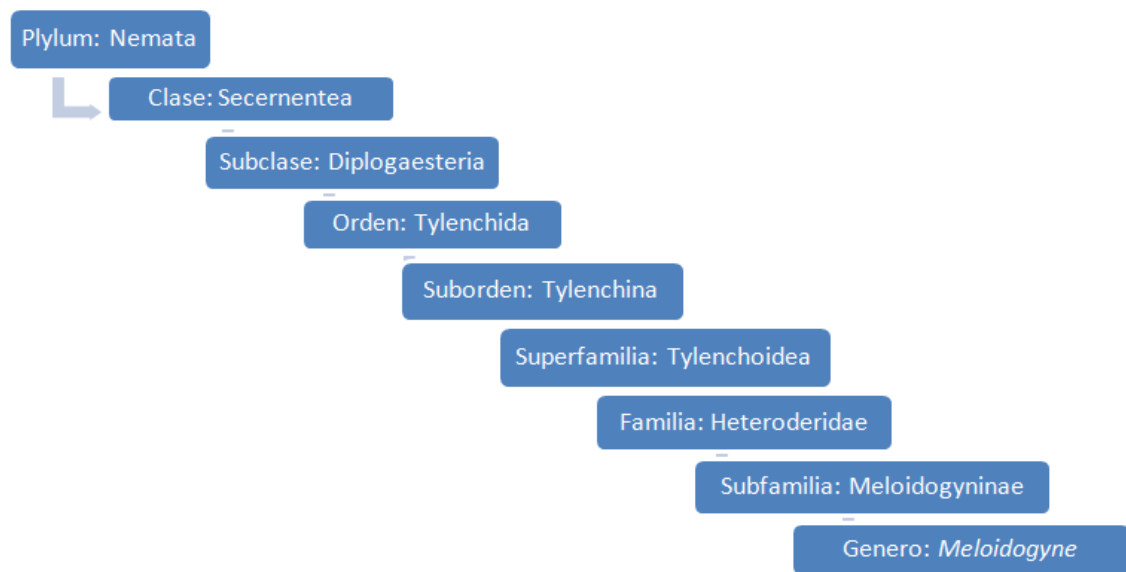 Plylum: Nemata
Clase: Secernentea
Subclase: Diplogaesteria
Orden: Tylenchida
Suborden: Tylenchina
Superfamilia: Tylenchoidea
Familia: Heteroderidae
Subfamilia: Meloidogyninae
Genero: Meloidogyne